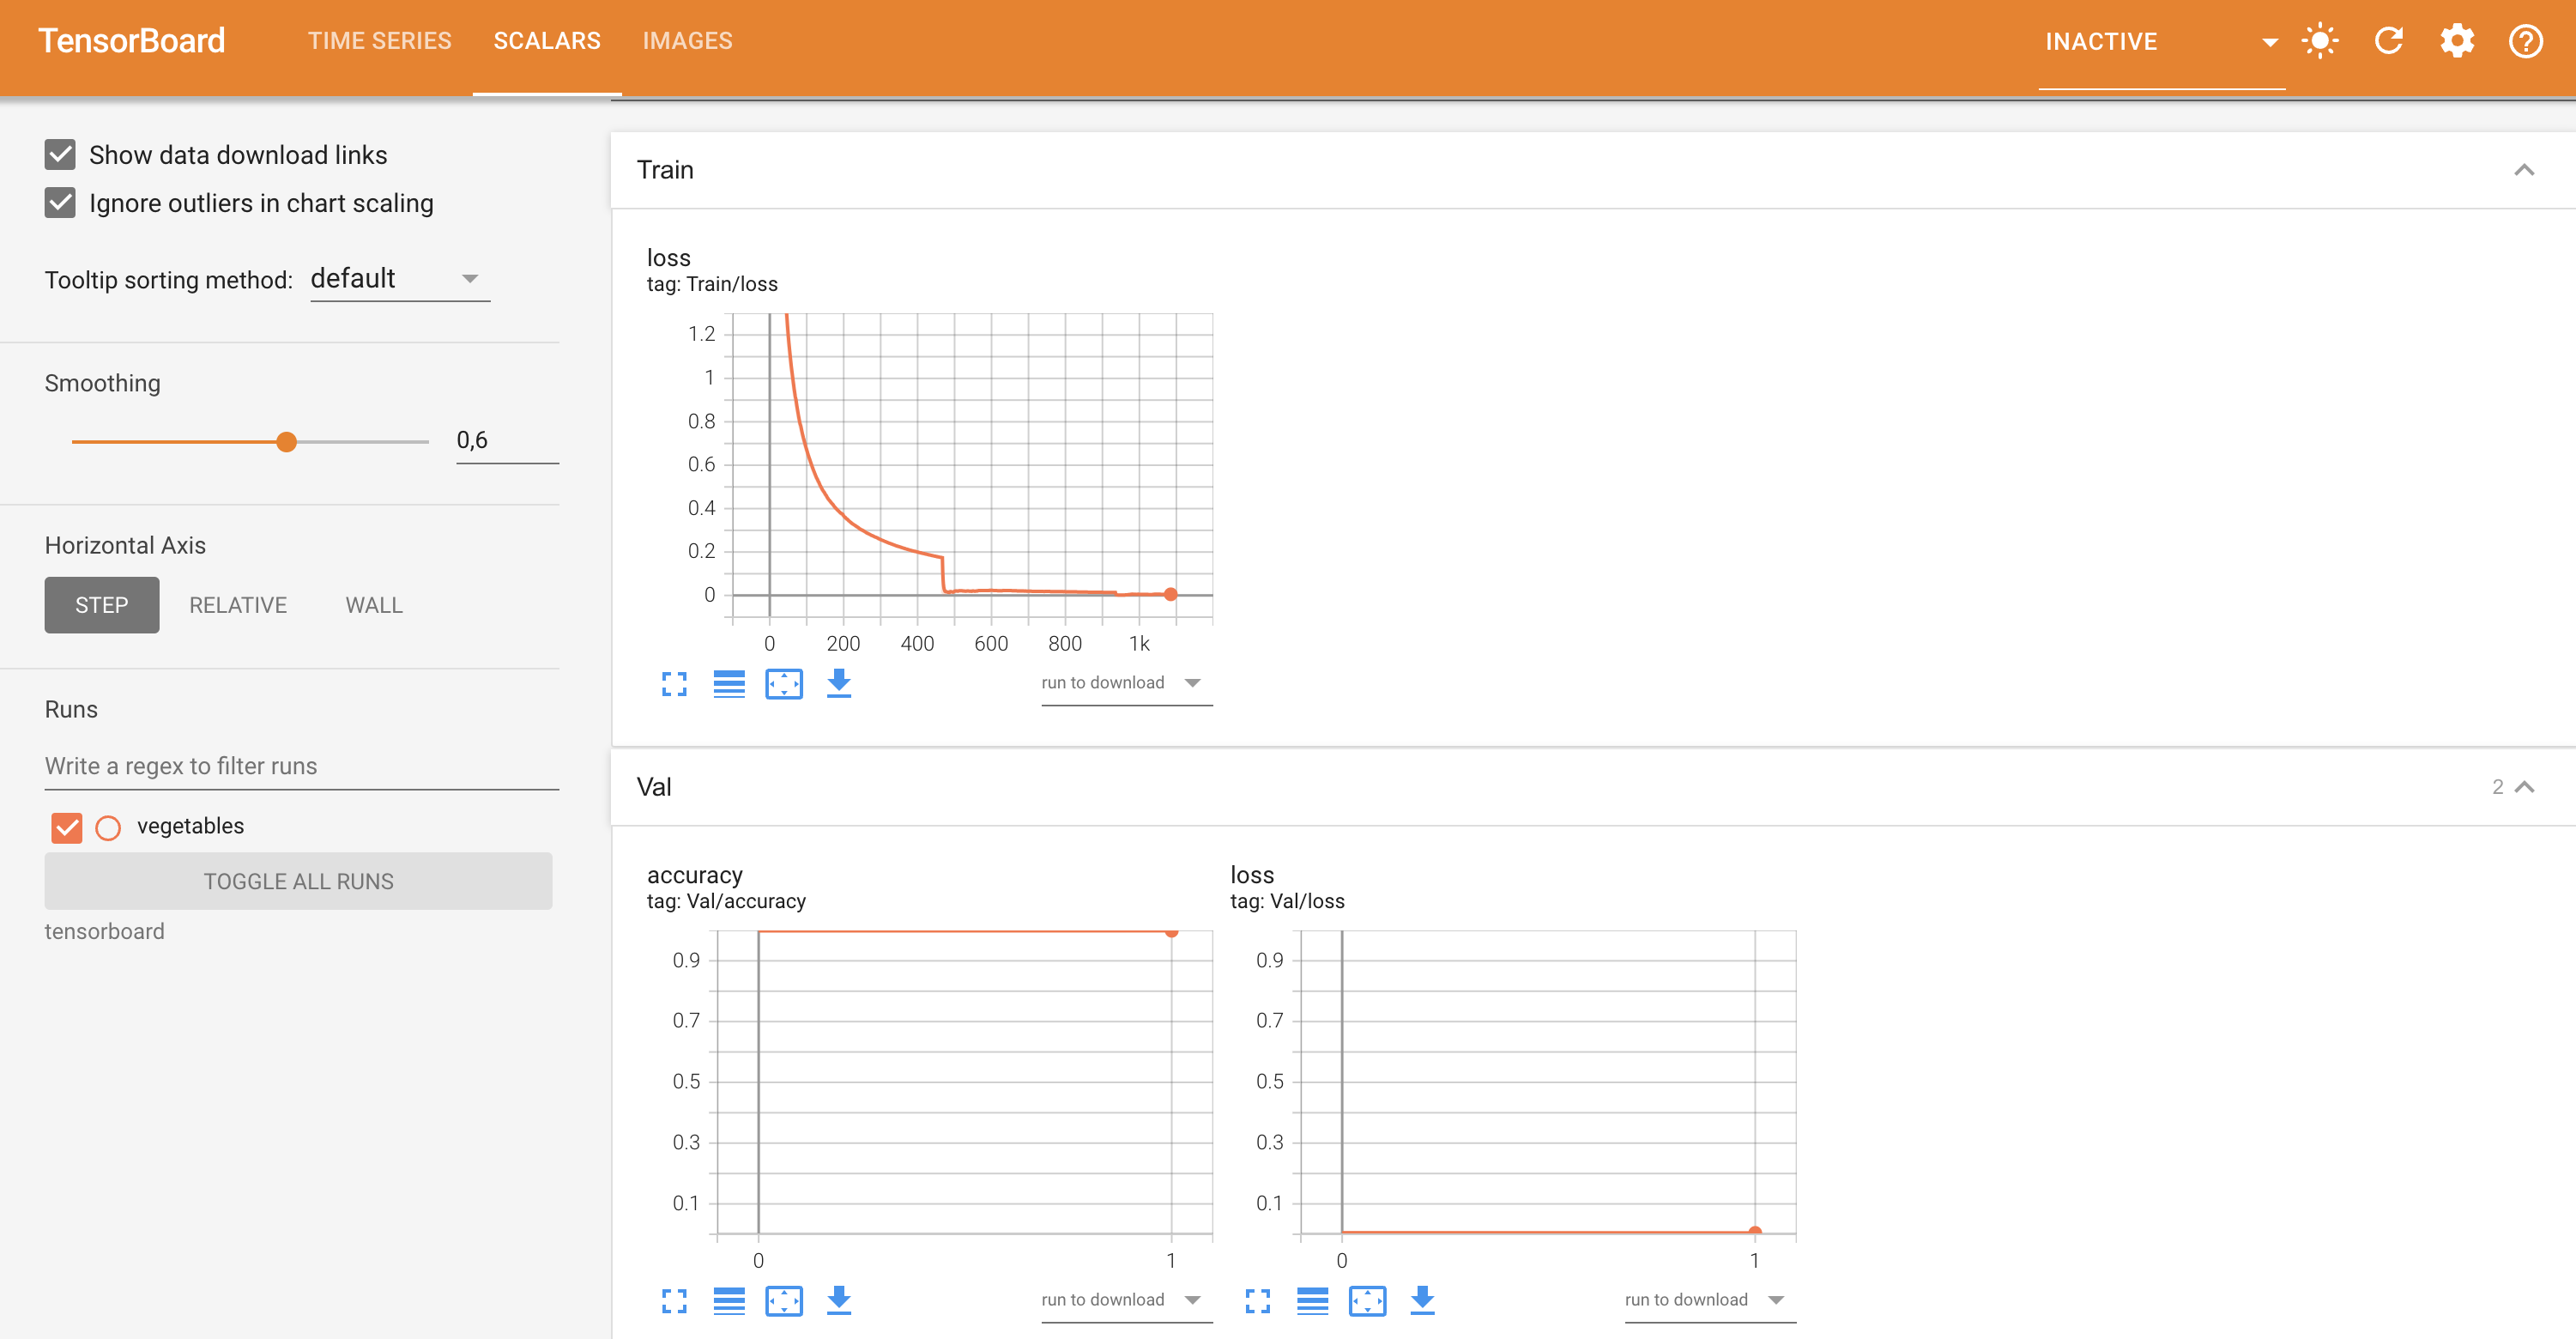 TensorBoard
TIME SERIES SCALARS IMAGES
INACTIVE
Show data download links
Ignore outliers in chart scaling
Tooltip sorting method: default
Smoothing
0,6
Horizontal Axis
STEP RELATIVE WALL
Runs
Write a regex to filter runs
vegetables
TOGGLE ALL RUNS
tensorboard
Train
loss
tag: Train/loss
1.2
1
0.8
0.6
0.4
0.2
0
0 200 400 600 800 1k
run to download
Val
2
accuracy
tag: Val/accuracy
0.9
0.7
0.5
0.3
0.1
0 1
run to download
loss
tag: Val/loss
0.9
0.7
0.5
0.3
0.1
0 1
run to download